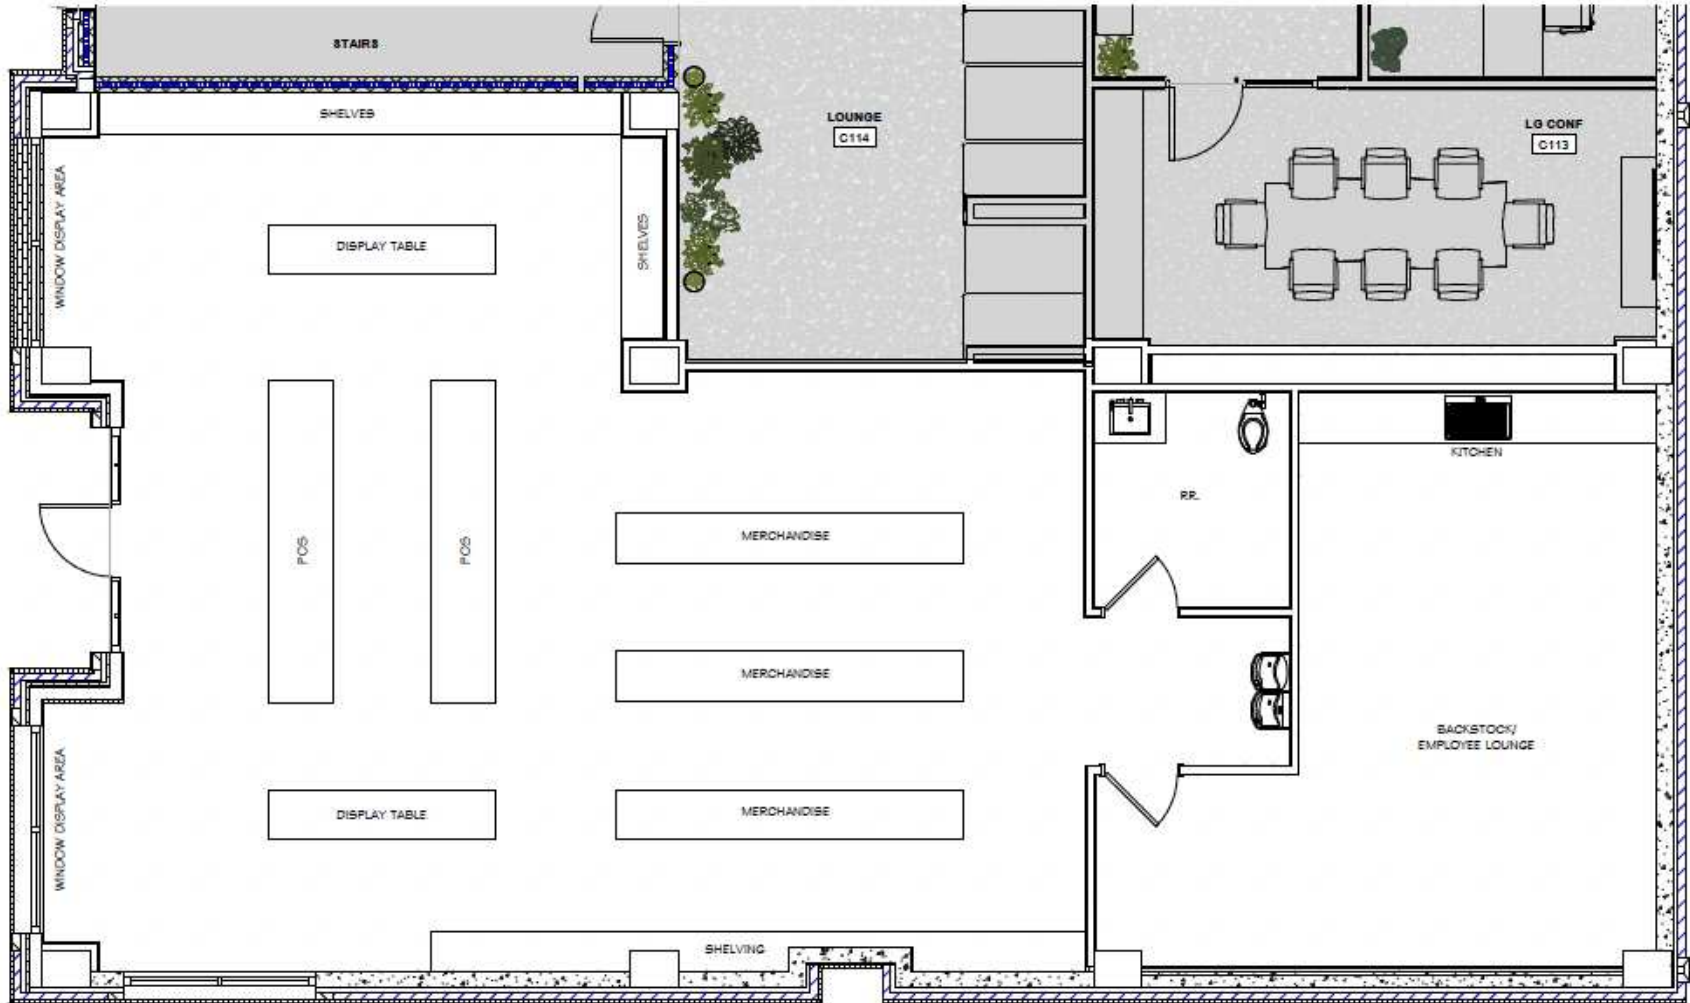 STAIRS
SHELVES
LOUNGE
C114
LG CONF
C113
WINDOW DISPLAY AREA
DISPLAY TABLE
SHELVES
KITCHEN
R.R.
POS
POS
MERCHANDISE
MERCHANDISE
BACKSTOCK/
EMPLOYEE LOUNGE
WINDOW DISPLAY AREA
DISPLAY TABLE
MERCHANDISE
SHELVING